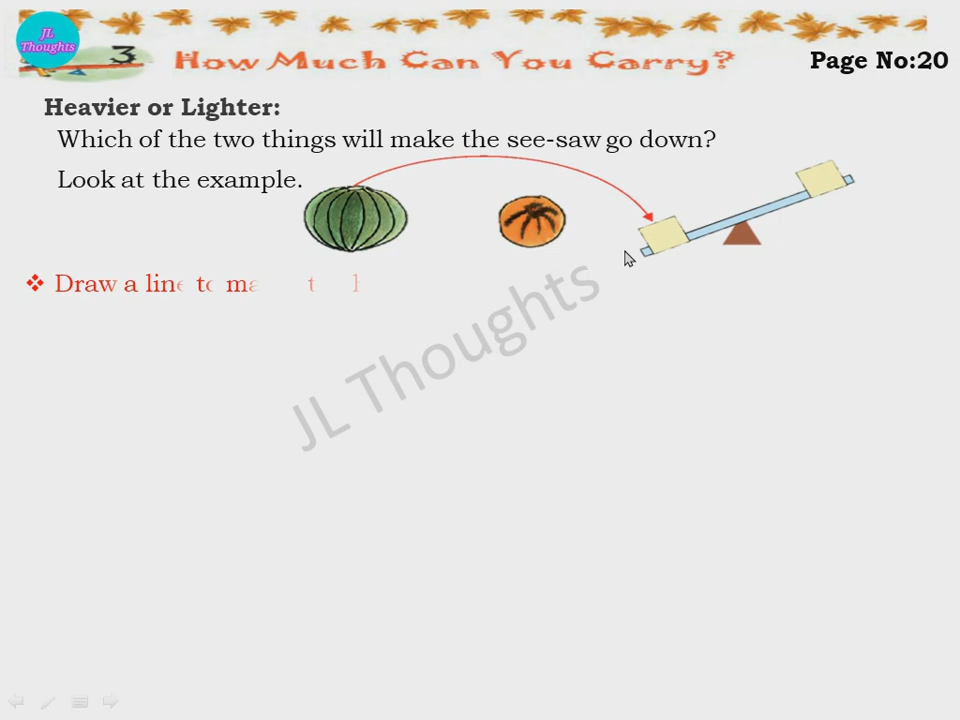 JL
Thoughts
3 How Much Can You Carry?
Page No:20
Heavier or Lighter:
Which of the two things will make the see-saw go down?
Look at the example.
❖ Draw a line to
JL Thoughts